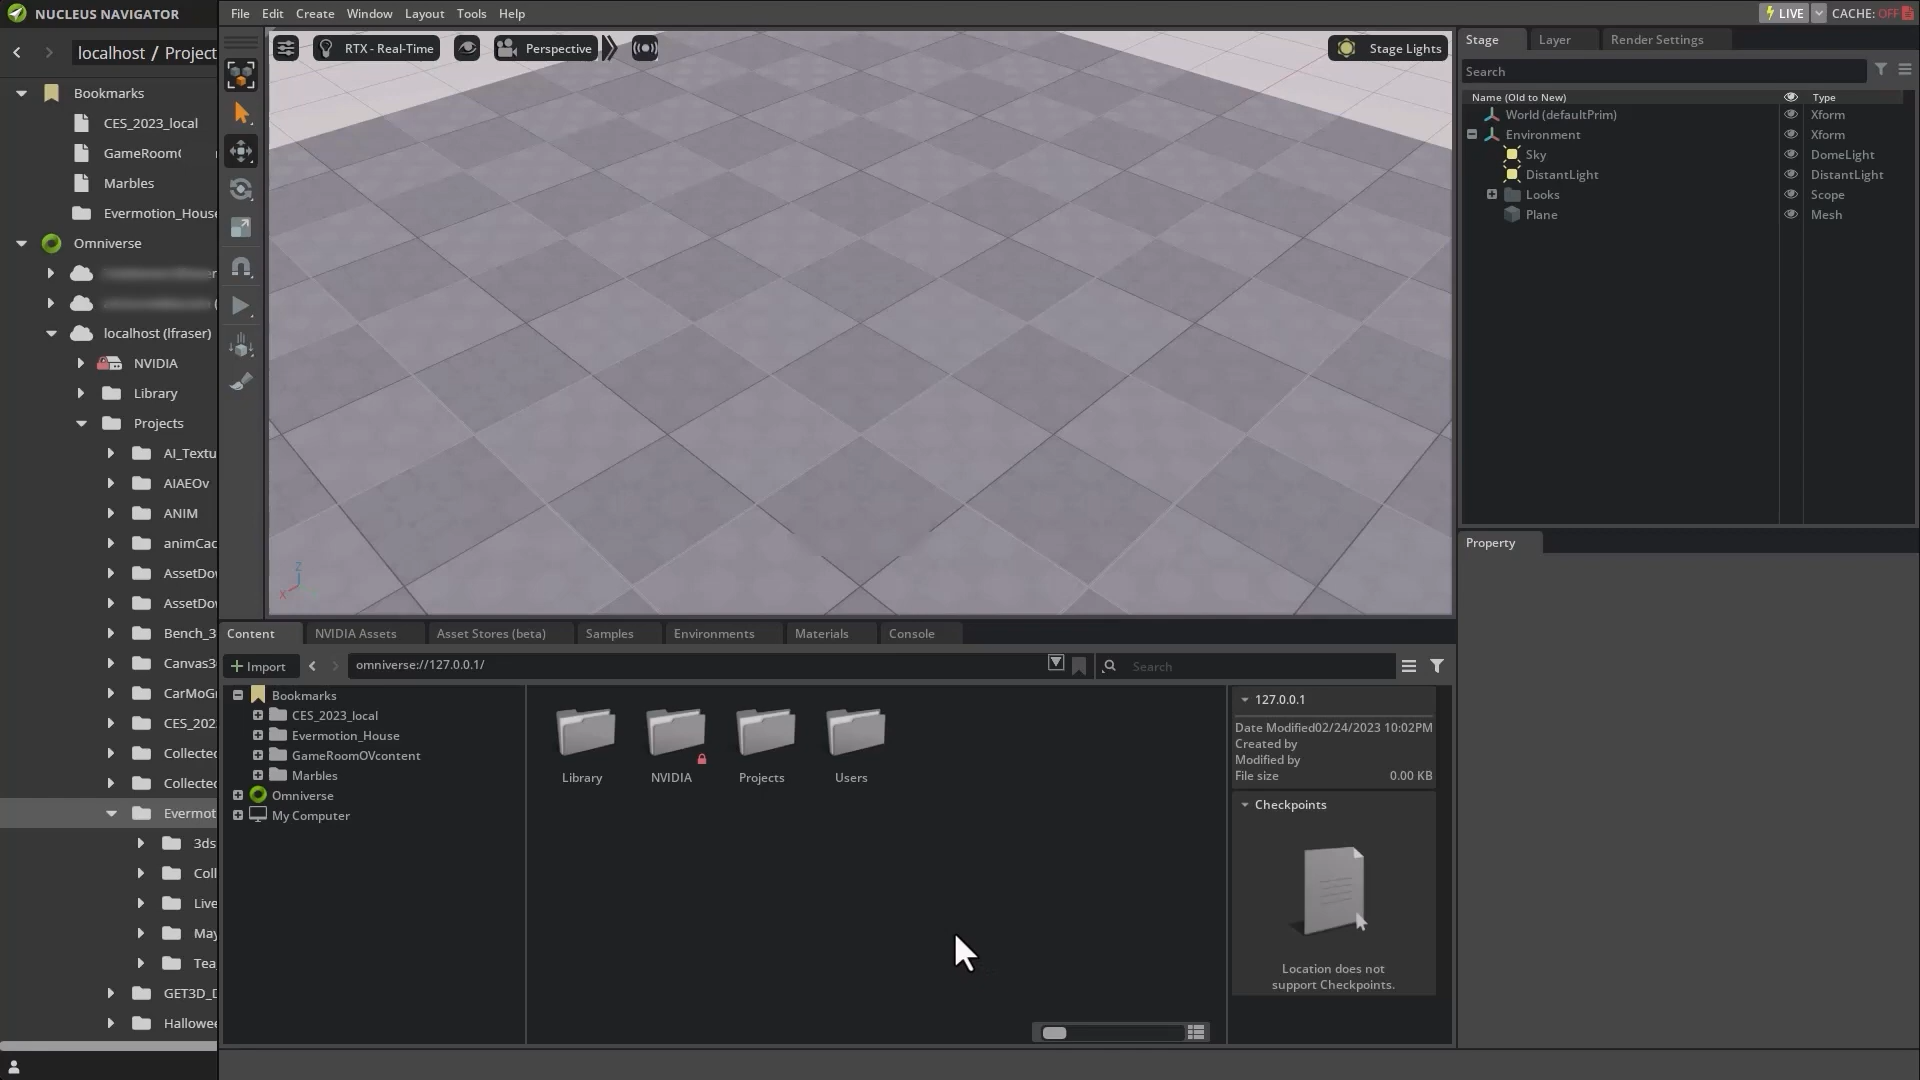 NUCLEUS NAVIGATOR
localhost / Project
Bookmarks
CES_2023_local
GameRoom
Marbles
Evermotion_House
Omniverse
localhost (lfraser)
NVIDIA
Library
Projects
AI_Textu
AIAEOv
ANIM
animCac
AssetDo
AssetDo
Bench_3
Canvas3
CarMoG
CES_202
Collecte
Collecte
Evermot
3ds
Coll
Live
May
Tea
GET3D_D
Hallowe
File Edit Create Window Layout Tools Help
LIVE CACHE: OFF
RTX - Real-Time
Perspective
Stage Lights
Z
X
Stage Layer Render Settings
Search
Name (Old to New) Type
World (defaultPrim) Xform
Environment Xform
Sky DomeLight
DistantLight DistantLight
Looks Scope
Plane Mesh
Property
Content NVIDIA Assets Asset Stores (beta) Samples Environments Materials Console
+ Import
omniverse://127.0.0.1/
Search
Bookmarks
CES_2023_local
Evermotion_House
GameRoomOVcontent
Marbles
Omniverse
My Computer
Library NVIDIA Projects Users
127.0.0.1
Date Modified02/24/2023 10:02PM
Created by
Modified by
File size 0.00 KB
Checkpoints
Location does not
support Checkpoints.